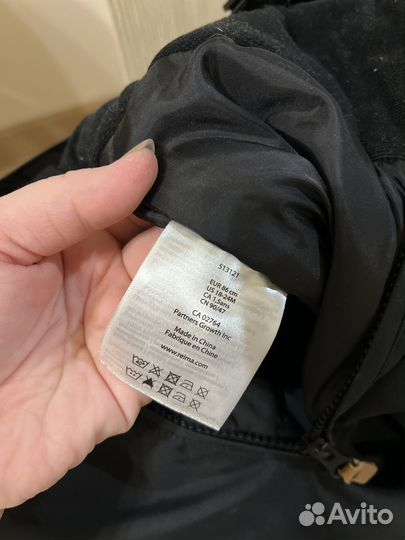 513121
EUR 86 cm
US 18-24M
CA 1,5ans
CN 90/47
CA 02764
Partners Growth Inc
Made in China
Fabriqué en Chine
www.reima.com
Avito